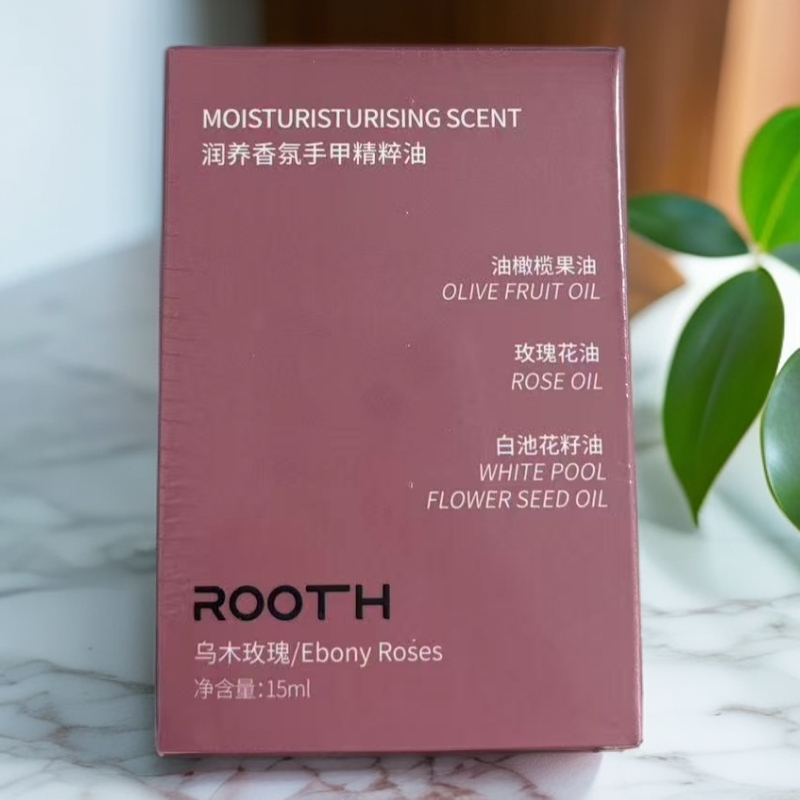 MOISTURISTURISING SCENT
润养香氛手甲精粹油
油橄榄果油
OLIVE FRUIT OIL
玫瑰花油
ROSE OIL
白池花籽油
WHITE POOL
FLOWER SEED OIL
ROOTH
乌木玫瑰/Ebony Roses
净含量:15ml